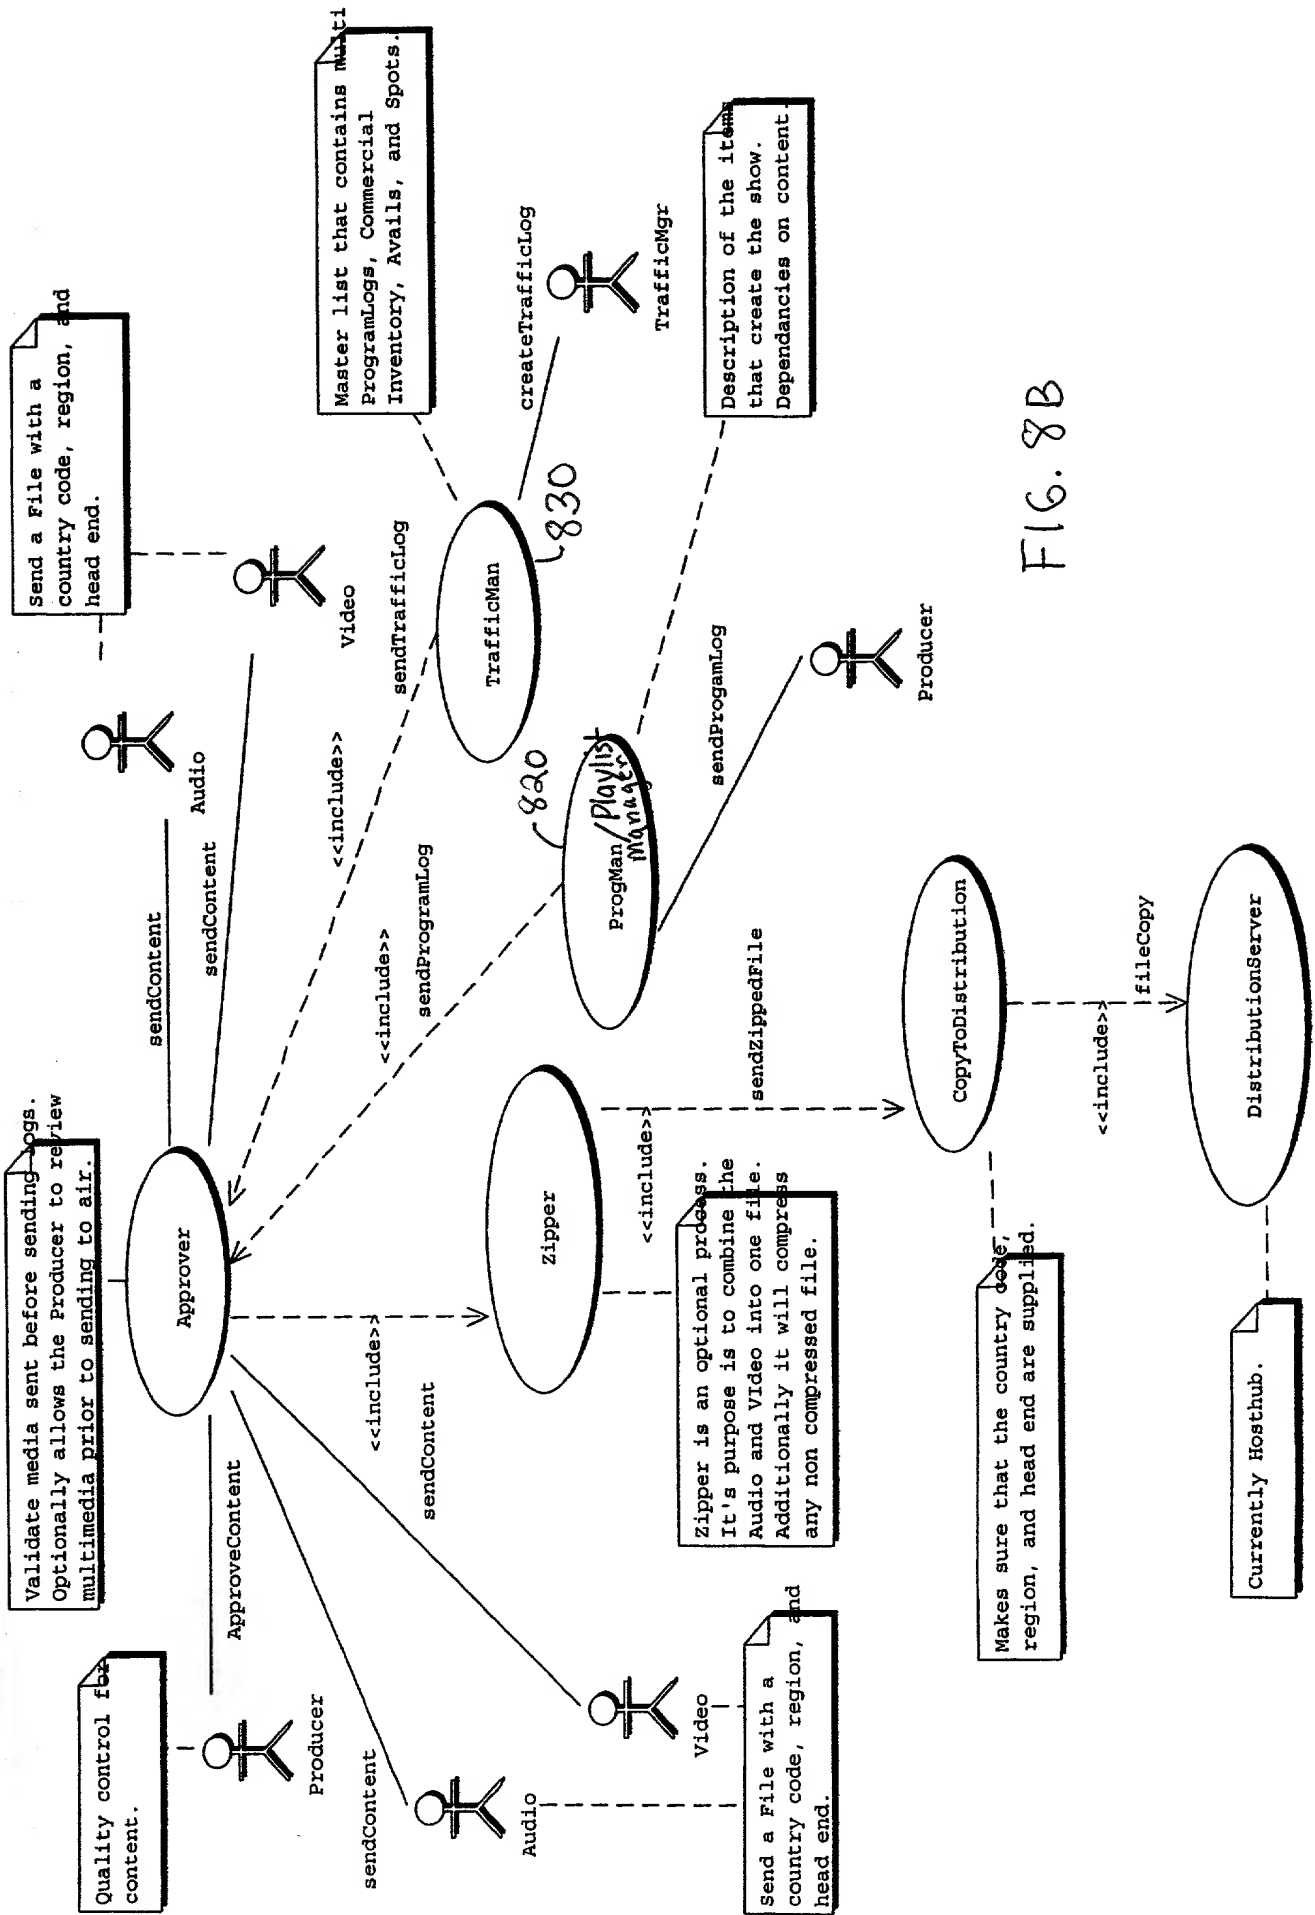 Quality control for
content.
Producer
ApproveContent
Validate media sent before sending logs.
Optionally allows the Producer to review
multimedia prior to sending to air.
Approver
sendContent
Audio
sendContent
Video
Send a File with a
country code, region, and
head end.
sendContent
Audio
Video
Send a File with a
country code, region, and
head end.
<<include>>
sendContent
<<include>>
sendTrafficLog
<<include>>
sendProgramLog
Master list that contains multi
ProgramLogs, Commercial
Inventory, Avails, and Spots.
TrafficMan
830
createTrafficLog
TrafficMgr
820
ProgMan/Playlist
Manager
sendProgamLog
Producer
Description of the items
that create the show.
Dependancies on content.
Zipper
Zipper is an optional process.
It's purpose is to combine the
Audio and VIdeo into one file.
Additionally it will compress
any non compressed file.
<<include>>
sendZippedFile
CopyToDistribution
Makes sure that the country code,
region, and head end are supplied.
<<include>>
fileCopy
DistributionServer
Currently Hosthub.
FIG. 8B